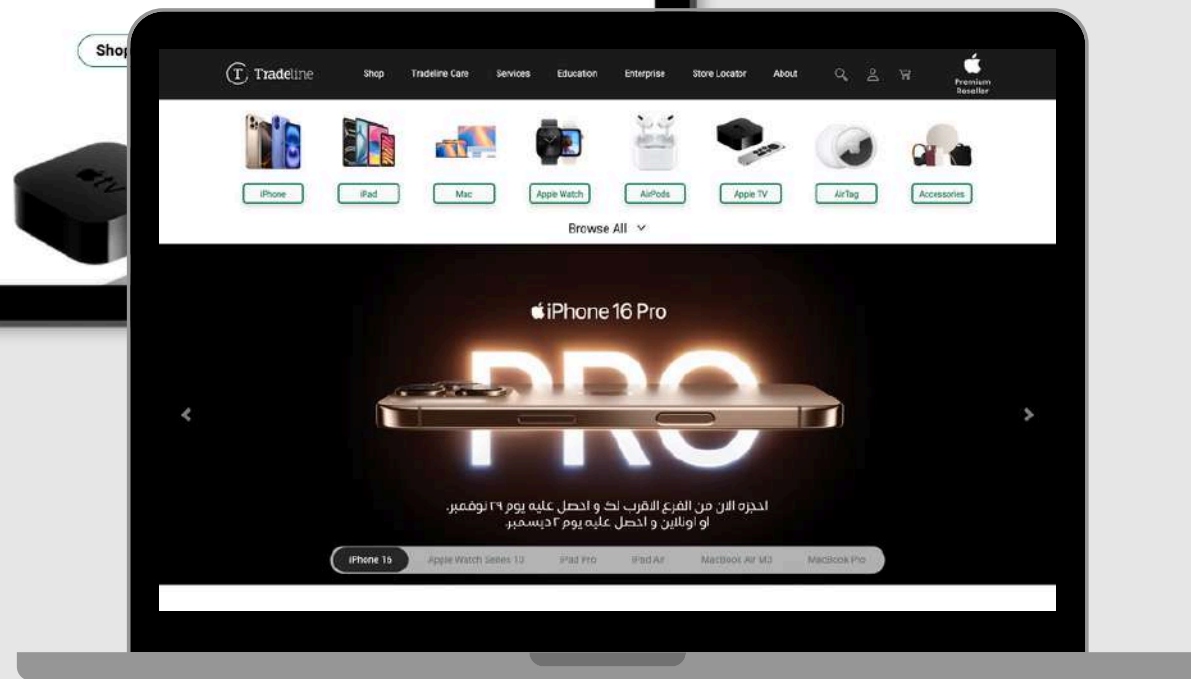 Shop
Tradeline
Shop
Tradeline Care
Services
Education
Enterprise
Store Locator
About
Premium
Reseller
iPhone
iPad
Mac
Apple Watch
AirPods
Apple TV
AirTag
Accessories
Browse All
tv
iPhone 16 Pro
PRO
احجزه الان من الفرع الاقرب لك و احصل عليه يوم ٢٩ نوفمبر.
او اونلاين و احصل عليه يوم ٢ ديسمبر.
iPhone 16
Apple Watch Series 10
iPad Pro
iPad Air
MacBook Air M3
MacBook Pro